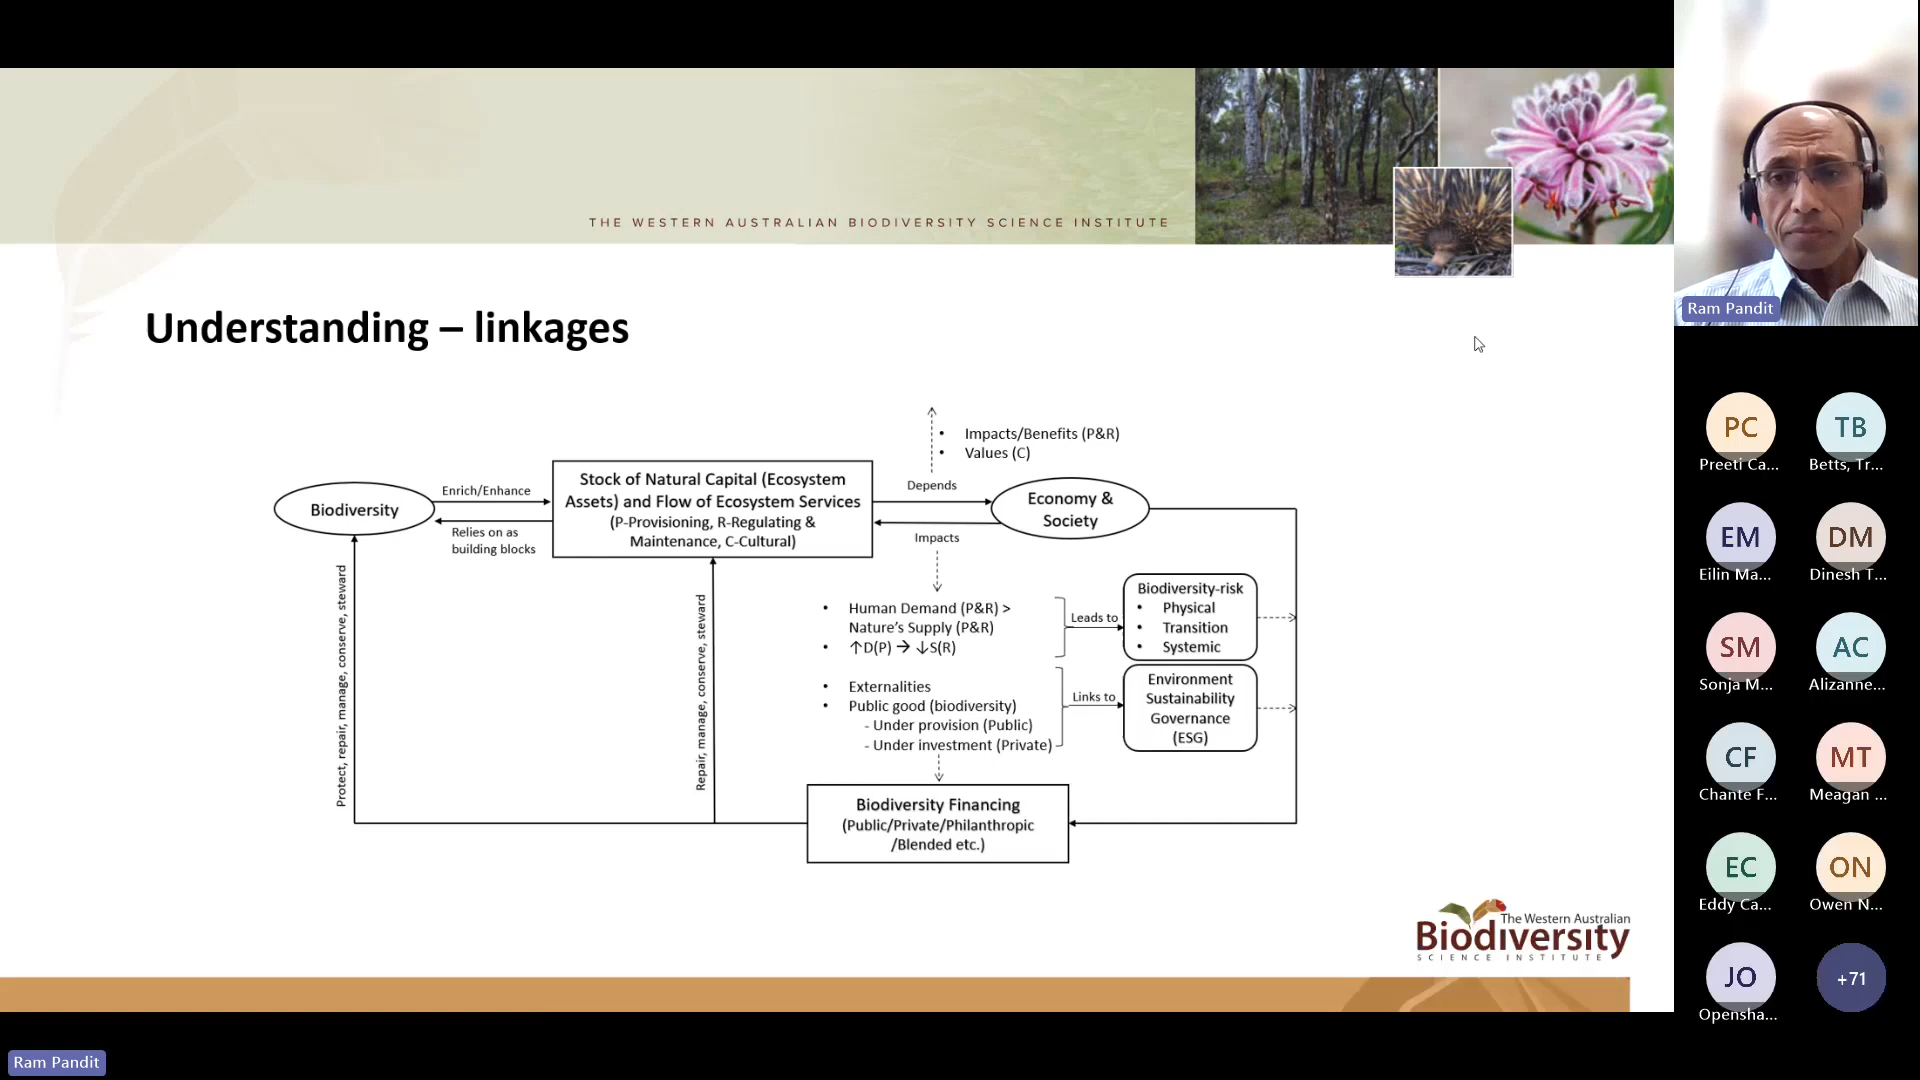 THE WESTERN AUSTRALIAN BIODIVERSITY SCIENCE INSTITUTE
Understanding – linkages
• Impacts/Benefits (P&R)
• Values (C)
Biodiversity
Enrich/Enhance
Relies on as
building blocks
Stock of Natural Capital (Ecosystem
Assets) and Flow of Ecosystem Services
(P-Provisioning, R-Regulating &
Maintenance, C-Cultural)
Depends
Impacts
Economy &
Society
Protect, repair, manage, conserve, steward
Repair, manage, conserve, steward
• Human Demand (P&R) >
Nature's Supply (P&R)
• ↑D(P) → ↓S(R)
Leads to
Biodiversity-risk
• Physical
• Transition
• Systemic
• Externalities
• Public good (biodiversity)
- Under provision (Public)
- Under investment (Private)
Links to
Environment
Sustainability
Governance
(ESG)
Biodiversity Financing
(Public/Private/Philanthropic
/Blended etc.)
The Western Australian
Biodiversity
SCIENCE INSTITUTE
Ram Pandit
PC
Preeti Ca...
TB
Betts, Tr...
EM
Eilin Ma...
DM
Dinesh T...
SM
Sonja M...
AC
Alizanne...
CF
Chante F...
MT
Meagan ...
EC
Eddy Ca...
ON
Owen N...
JO
Opensha...
+71
Ram Pandit